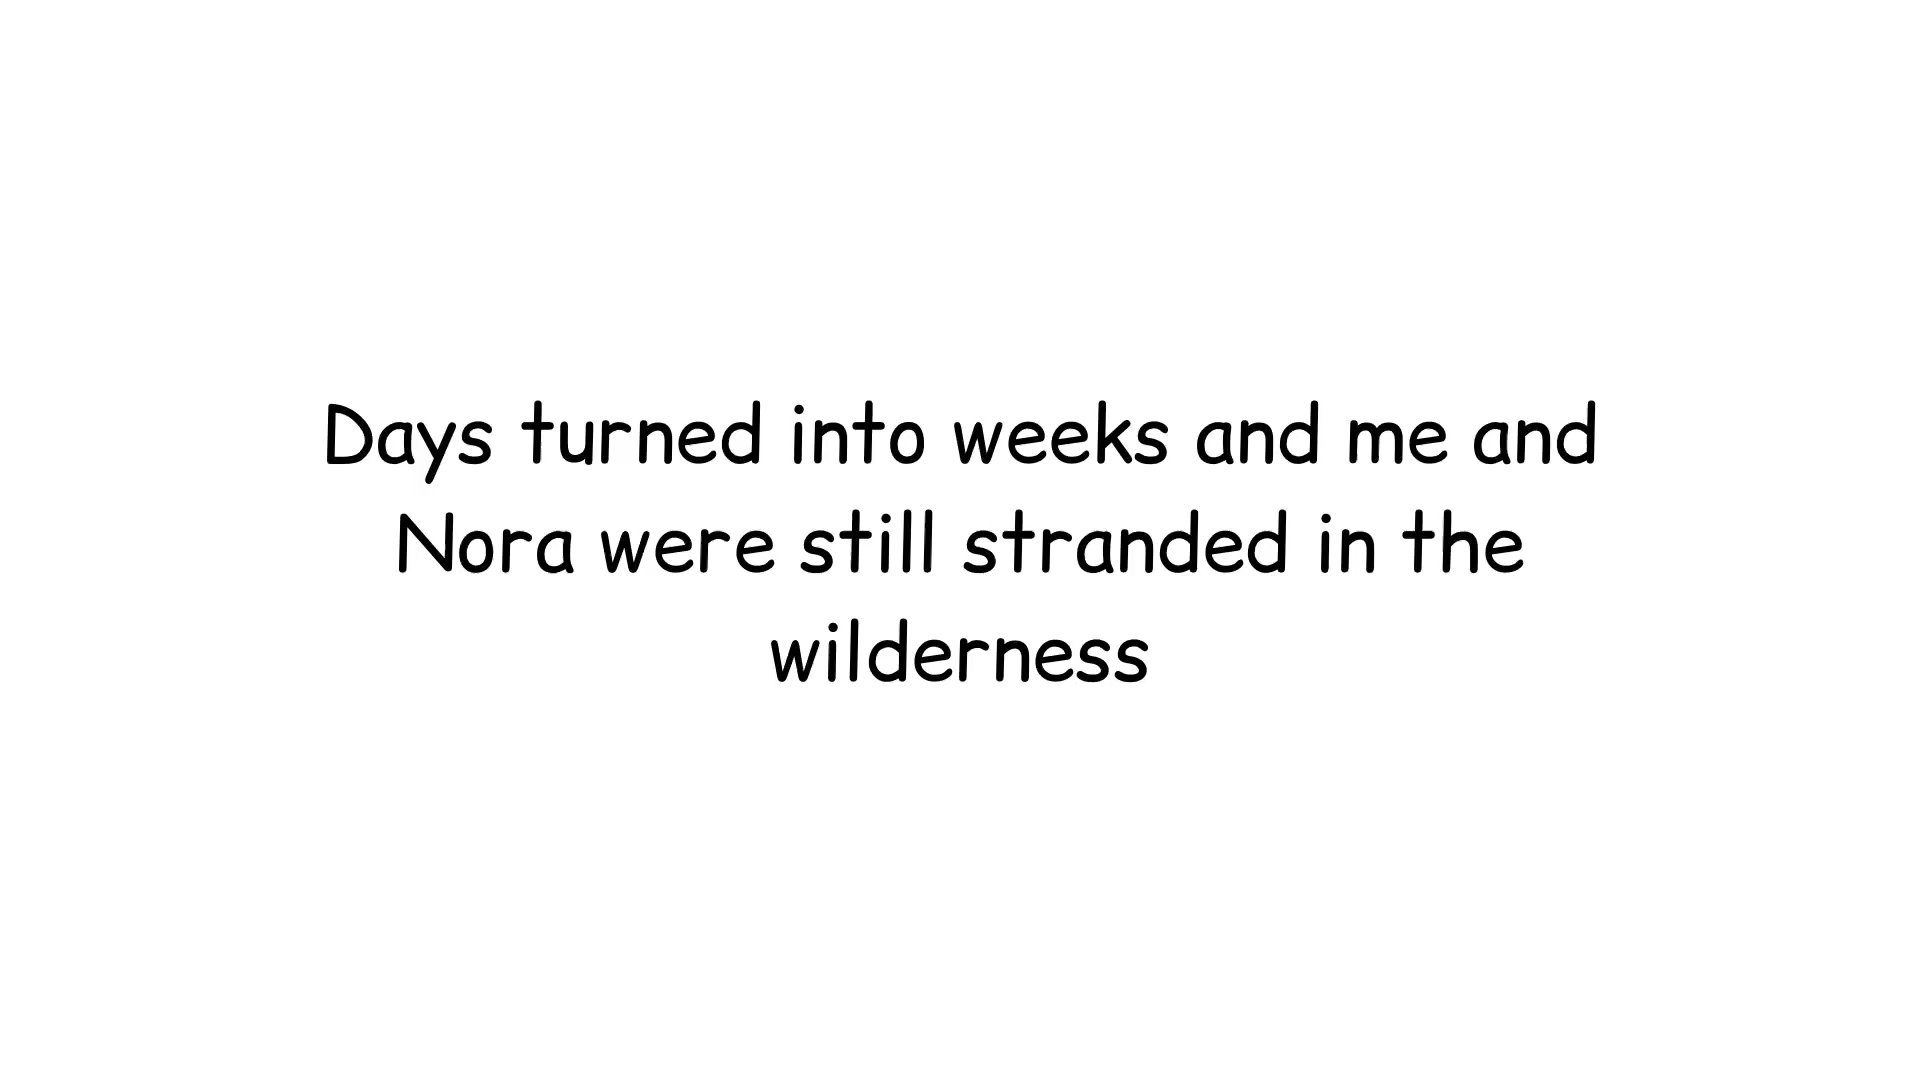 Days turned into weeks and me and
Nora were still stranded in the
wilderness